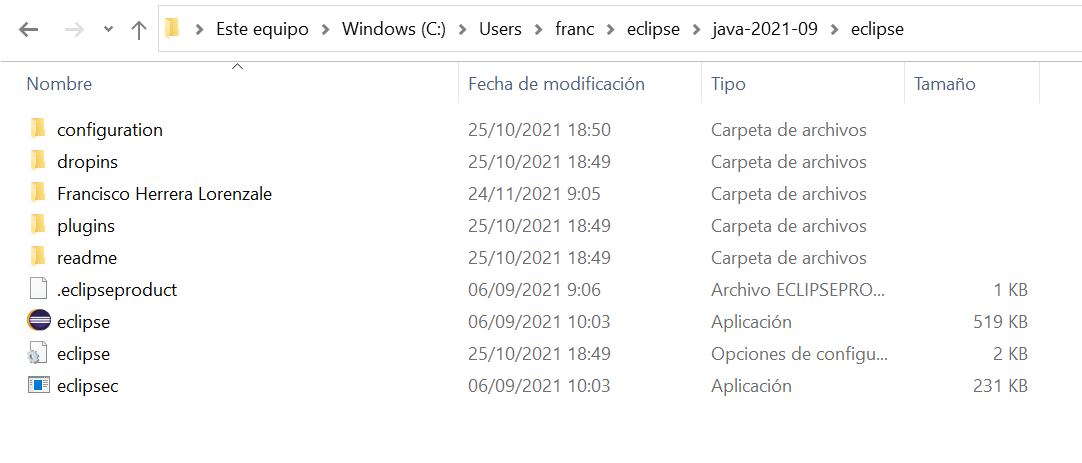 Este equipo > Windows (C:) > Users > franc > eclipse > java-2021-09 > eclipse
Nombre Fecha de modificación Tipo Tamaño
configuration 25/10/2021 18:50 Carpeta de archivos
dropins 25/10/2021 18:49 Carpeta de archivos
Francisco Herrera Lorenzale 24/11/2021 9:05 Carpeta de archivos
plugins 25/10/2021 18:49 Carpeta de archivos
readme 25/10/2021 18:49 Carpeta de archivos
.eclipseproduct 06/09/2021 9:06 Archivo ECLIPSEPRO... 1 KB
eclipse 06/09/2021 10:03 Aplicación 519 KB
eclipse 25/10/2021 18:49 Opciones de configu... 2 KB
eclipsec 06/09/2021 10:03 Aplicación 231 KB